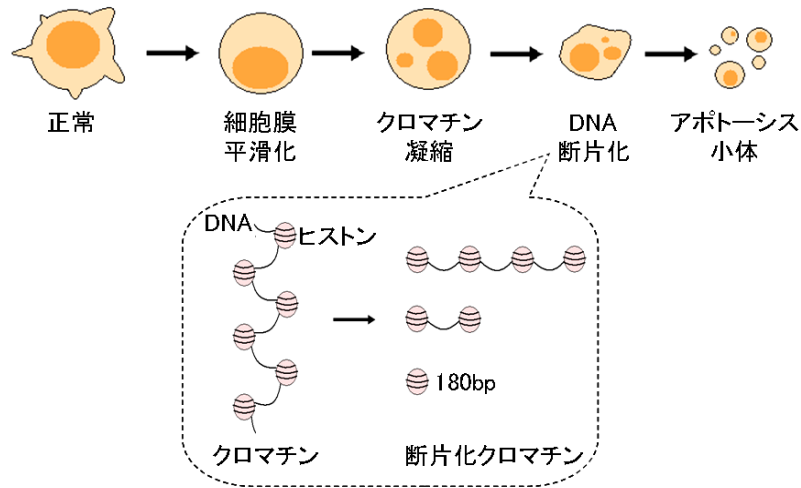 正常
細胞膜
平滑化
クロマチン
凝縮
DNA
断片化
アポトーシス
小体
DNA
ヒストン
180bp
クロマチン
断片化クロマチン